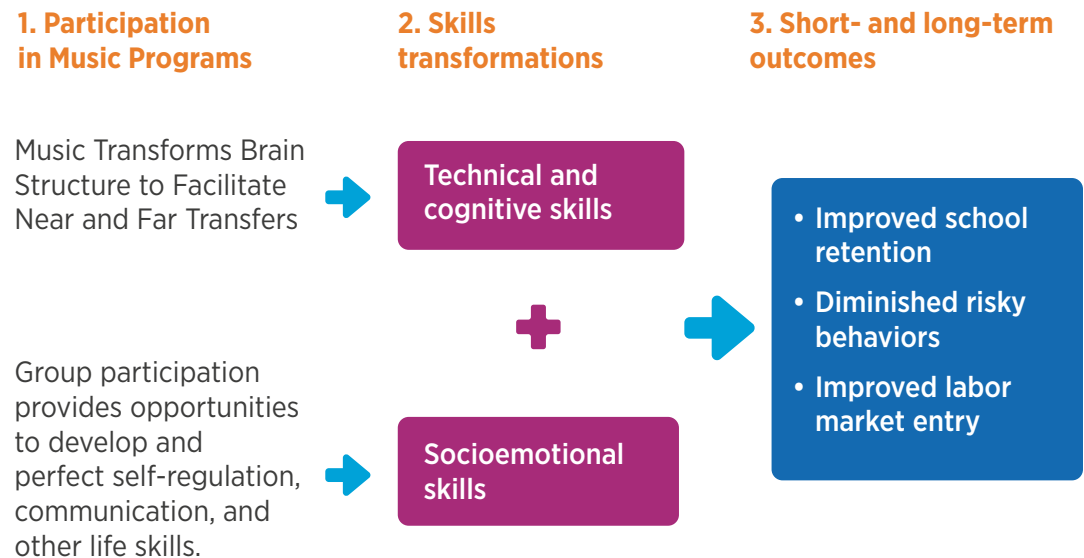 1. Participation
in Music Programs
2. Skills
transformations
3. Short- and long-term
outcomes
Music Transforms Brain
Structure to Facilitate
Near and Far Transfers
Technical and
cognitive skills
Group participation
provides opportunities
to develop and
perfect self-regulation,
communication, and
other life skills.
Socioemotional
skills
• Improved school
retention
• Diminished risky
behaviors
• Improved labor
market entry